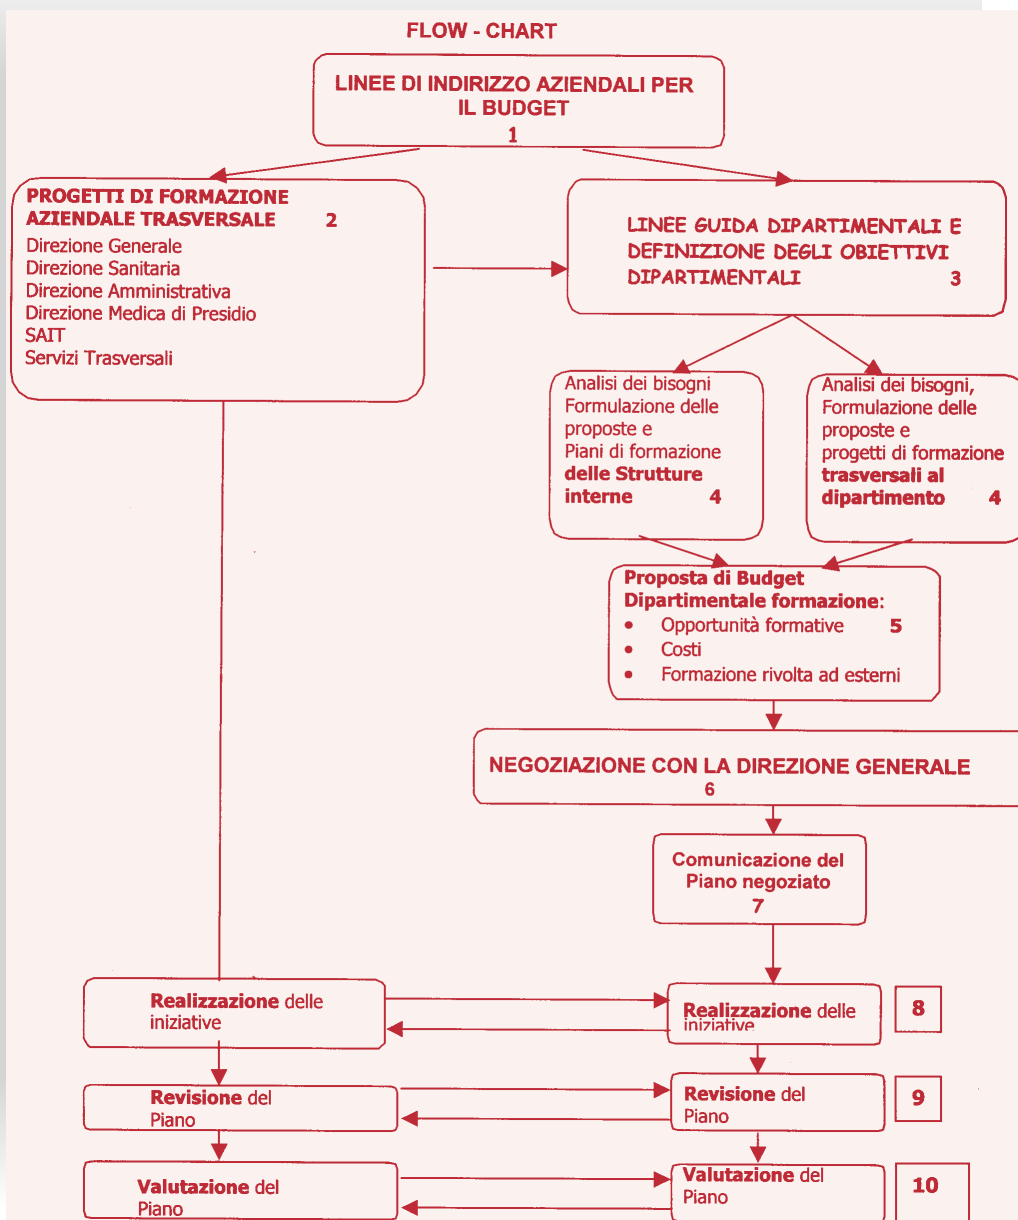 FLOW - CHART
LINEE DI INDIRIZZO AZIENDALI PER
IL BUDGET
1
PROGETTI DI FORMAZIONE
AZIENDALE TRASVERSALE 2
Direzione Generale
Direzione Sanitaria
Direzione Amministrativa
Direzione Medica di Presidio
SAIT
Servizi Trasversali
LINEE GUIDA DIPARTIMENTALI E
DEFINIZIONE DEGLI OBIETTIVI
DIPARTIMENTALI 3
Analisi dei bisogni
Formulazione delle
proposte e
Piani di formazione
delle Strutture
interne 4
Analisi dei bisogni,
Formulazione delle
proposte e
progetti di formazione
trasversali al
dipartimento 4
Proposta di Budget
Dipartimentale formazione:
• Opportunità formative 5
• Costi
• Formazione rivolta ad esterni
NEGOZIAZIONE CON LA DIREZIONE GENERALE
6
Comunicazione del
Piano negoziato
7
Realizzazione delle
iniziative
Realizzazione delle
iniziative
8
Revisione del
Piano
Revisione del
Piano
9
Valutazione del
Piano
Valutazione del
Piano
10